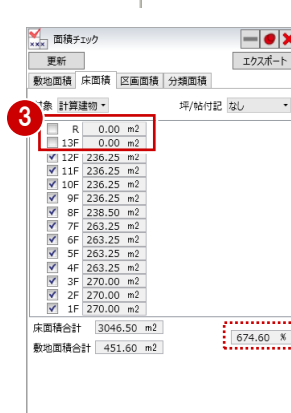 面積チェック
更新 エクスポート
敷地面積 床面積 区画面積 分類面積
3
対象 計算建物 坪/帖付記 なし
R 0.00 m2
13F 0.00 m2
12F 236.25 m2
11F 236.25 m2
10F 236.25 m2
9F 236.25 m2
8F 238.50 m2
7F 263.25 m2
6F 263.25 m2
5F 263.25 m2
4F 263.25 m2
3F 270.00 m2
2F 270.00 m2
1F 270.00 m2
床面積合計 3046.50 m2
674.60 %
敷地面積合計 451.60 m2